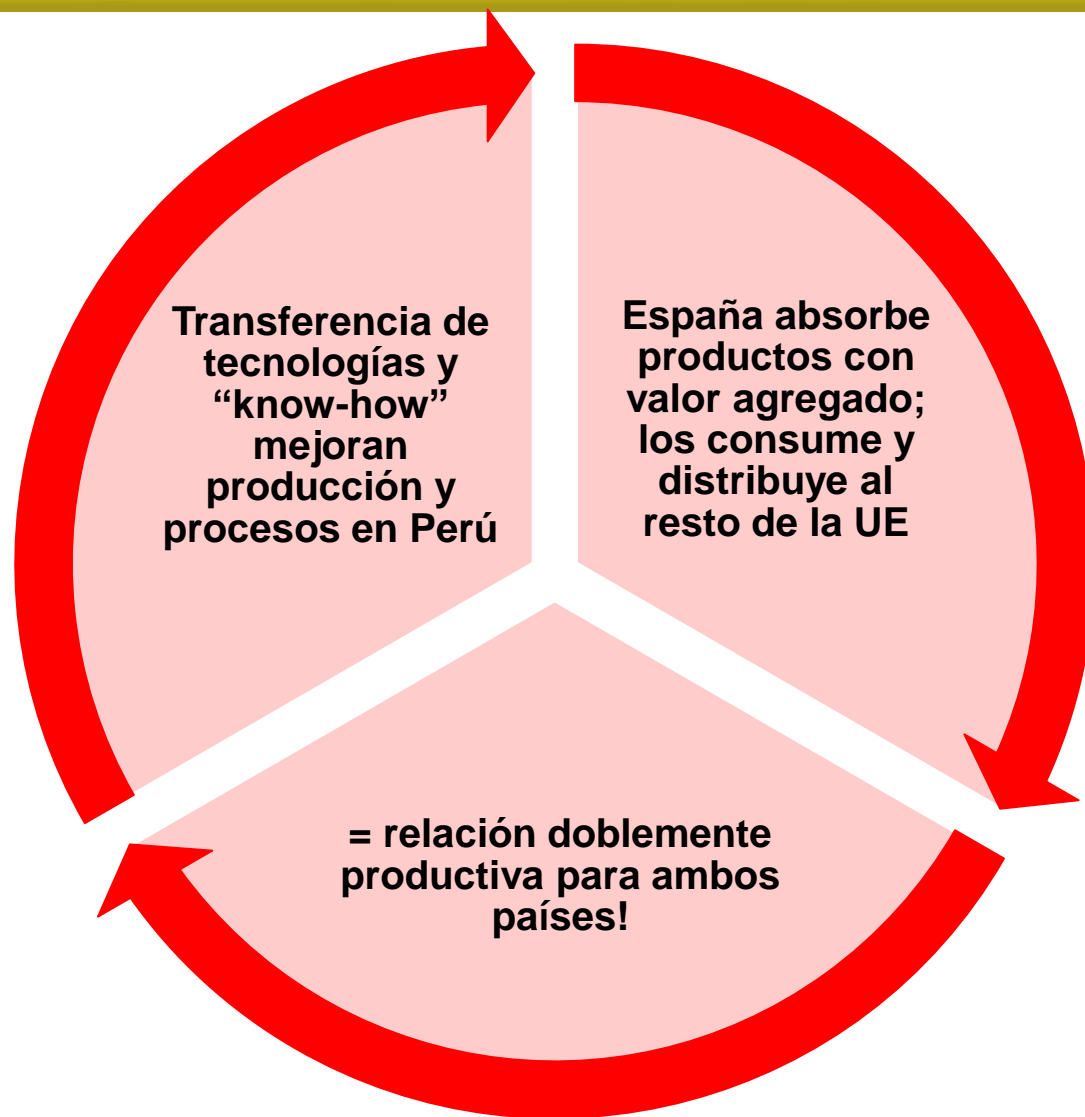 Transferencia de
tecnologías y
“know-how”
mejoran
producción y
procesos en Perú
España absorbe
productos con
valor agregado;
los consume y
distribuye al
resto de la UE
= relación doblemente
productiva para ambos
países!